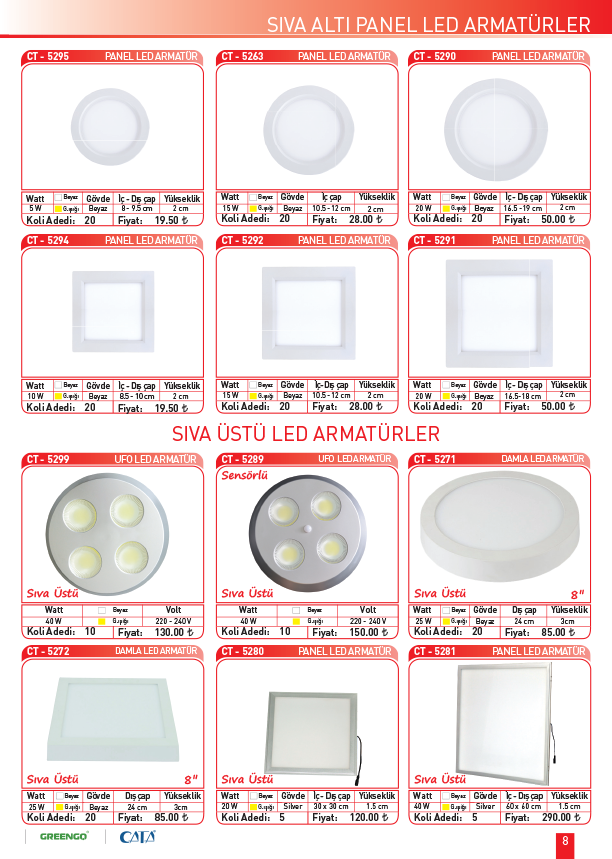 SIVA ALTI PANEL LED ARMATÜRLER
CT - 5295 PANEL LED ARMATÜR
Watt Beyaz Gövde İç - Dış çap Yükseklik
5 W G.ışığı Beyaz 8 - 9.5 cm 2 cm
Koli Adedi: 20 Fiyat: 19.50 ₺
CT - 5263 PANEL LED ARMATÜR
Watt Beyaz Gövde İç çap Yükseklik
15 W G.ışığı Beyaz 10.5 - 12 cm 2 cm
Koli Adedi: 20 Fiyat: 28.00 ₺
CT - 5290 PANEL LED ARMATÜR
Watt Beyaz Gövde İç - Dış çap Yükseklik
20 W G.ışığı Beyaz 16.5 -19 cm 2 cm
Koli Adedi: 20 Fiyat: 50.00 ₺
CT - 5294 PANEL LED ARMATÜR
Watt Beyaz Gövde İç - Dış çap Yükseklik
10 W G.ışığı Beyaz 8.5 - 10 cm 2 cm
Koli Adedi: 20 Fiyat: 19.50 ₺
CT - 5292 PANEL LED ARMATÜR
Watt Beyaz Gövde İç- Dış çap Yükseklik
15 W G.ışığı Beyaz 10.5 - 12 cm 2 cm
Koli Adedi: 20 Fiyat: 28.00 ₺
CT - 5291 PANEL LED ARMATÜR
Watt Beyaz Gövde İç- Dış çap Yükseklik
20 W G.ışığı Beyaz 16.5-18 cm 2 cm
Koli Adedi: 20 Fiyat: 50.00 ₺
SIVA ÜSTÜ LED ARMATÜRLER
CT - 5299 UFO LED ARMATÜR
Sıva Üstü
Watt Beyaz Volt
40 W G.ışığı 220 - 240V
Koli Adedi: 10 Fiyat: 130.00 ₺
CT - 5289 UFO LED ARMATÜR
Sensörlü
Sıva Üstü
Watt Beyaz Volt
40 W G.ışığı 220 - 240V
Koli Adedi: 10 Fiyat: 150.00 ₺
CT - 5271 DAMLA LED ARMATÜR
Sıva Üstü 8"
Watt Beyaz Gövde Dış çap Yükseklik
25 W G.ışığı Beyaz 24 cm 3cm
Koli Adedi: 20 Fiyat: 85.00 ₺
CT - 5272 DAMLA LED ARMATÜR
Sıva Üstü 8"
Watt Beyaz Gövde Dış çap Yükseklik
25 W G.ışığı Beyaz 24 cm 3cm
Koli Adedi: 20 Fiyat: 85.00 ₺
CT - 5280 PANEL LED ARMATÜR
Sıva Üstü
Watt Beyaz Gövde İç- Dış çap Yükseklik
20 W G.ışığı Silver 30 x 30 cm 1.5 cm
Koli Adedi: 5 Fiyat: 120.00 ₺
CT - 5281 PANEL LED ARMATÜR
Sıva Üstü
Watt Beyaz Gövde İç - Dış çap Yükseklik
40 W G.ışığı Silver 60 x 60 cm 1.5 cm
Koli Adedi: 5 Fiyat: 290.00 ₺
GREENGO CATA 8